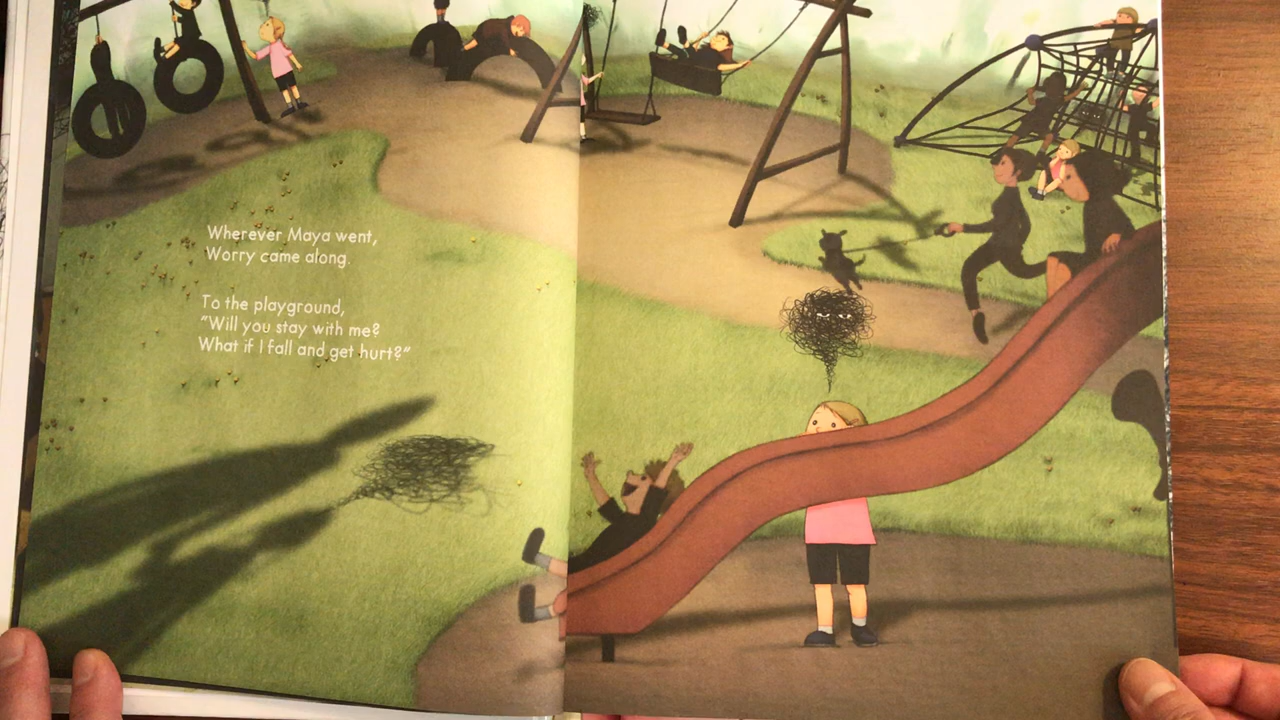 Wherever Maya went,
Worry came along.
To the playground,
"Will you stay with me?
What if I fall and get hurt?"